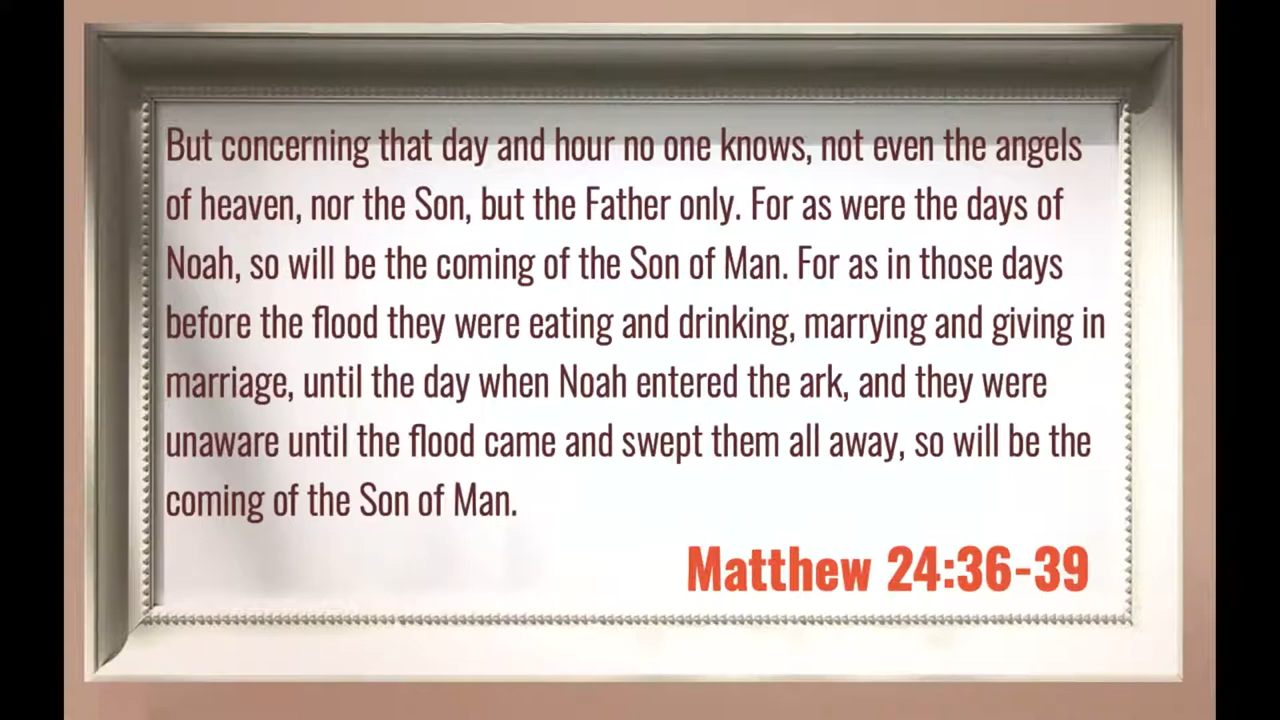 But concerning that day and hour no one knows, not even the angels
of heaven, nor the Son, but the Father only. For as were the days of
Noah, so will be the coming of the Son of Man. For as in those days
before the flood they were eating and drinking, marrying and giving in
marriage, until the day when Noah entered the ark, and they were
unaware until the flood came and swept them all away, so will be the
coming of the Son of Man.
Matthew 24:36-39